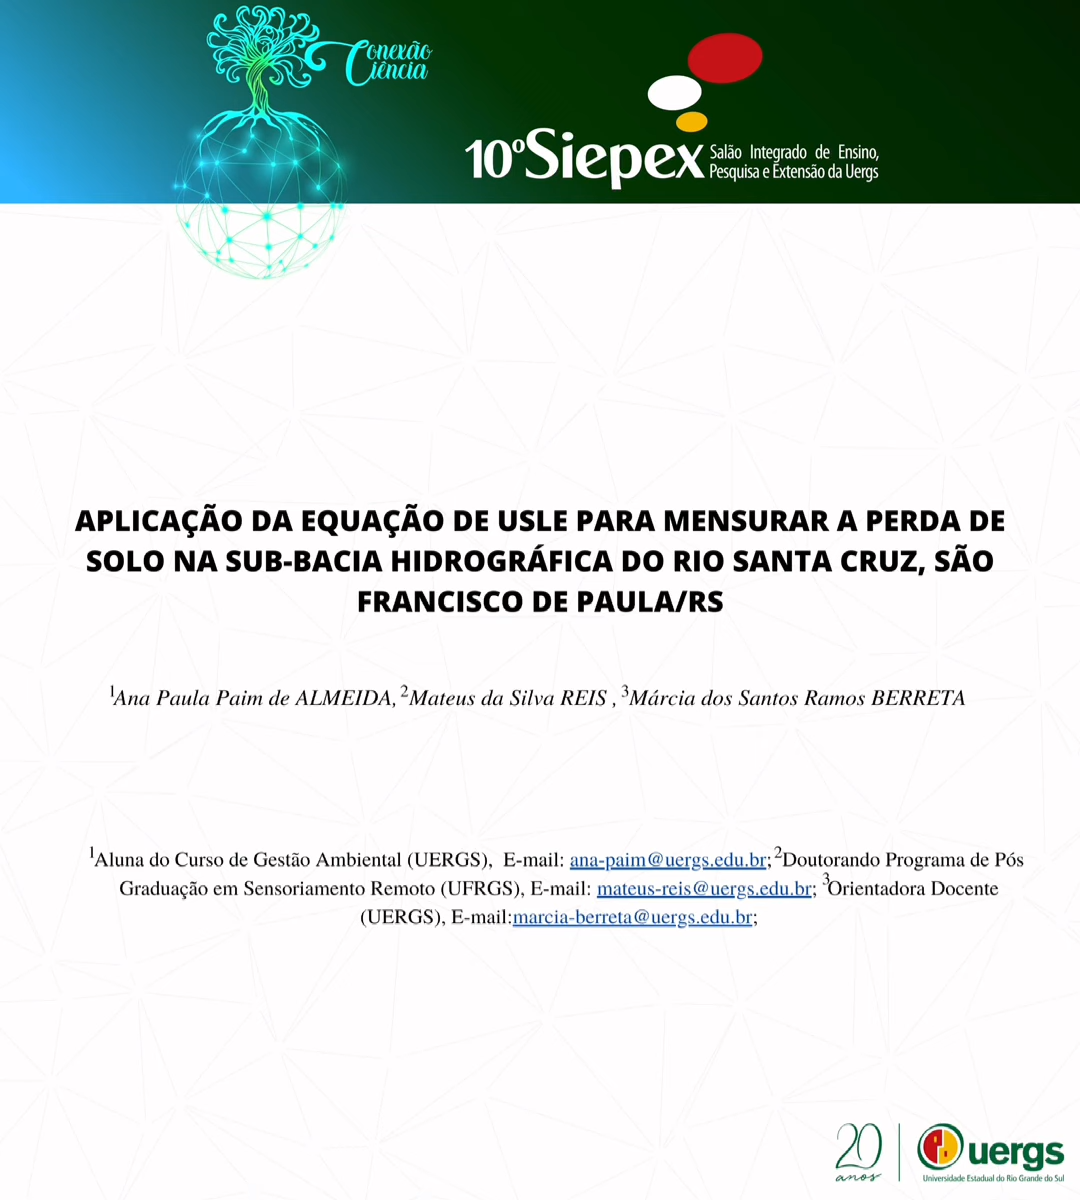 Conexão
Ciência
10º Siepex
Salão Integrado de Ensino,
Pesquisa e Extensão da Uergs
APLICAÇÃO DA EQUAÇÃO DE USLE PARA MENSURAR A PERDA DE
SOLO NA SUB-BACIA HIDROGRÁFICA DO RIO SANTA CRUZ, SÃO
FRANCISCO DE PAULA/RS
¹Ana Paula Paim de ALMEIDA, ²Mateus da Silva REIS , ³Márcia dos Santos Ramos BERRETA
¹Aluna do Curso de Gestão Ambiental (UERGS), E-mail: ana-paim@uergs.edu.br; ²Doutorando Programa de Pós
Graduação em Sensoriamento Remoto (UFRGS), E-mail: mateus-reis@uergs.edu.br; ³Orientadora Docente
(UERGS), E-mail:marcia-berreta@uergs.edu.br;
20
anos
uergs
Universidade Estadual do Rio Grande do Sul